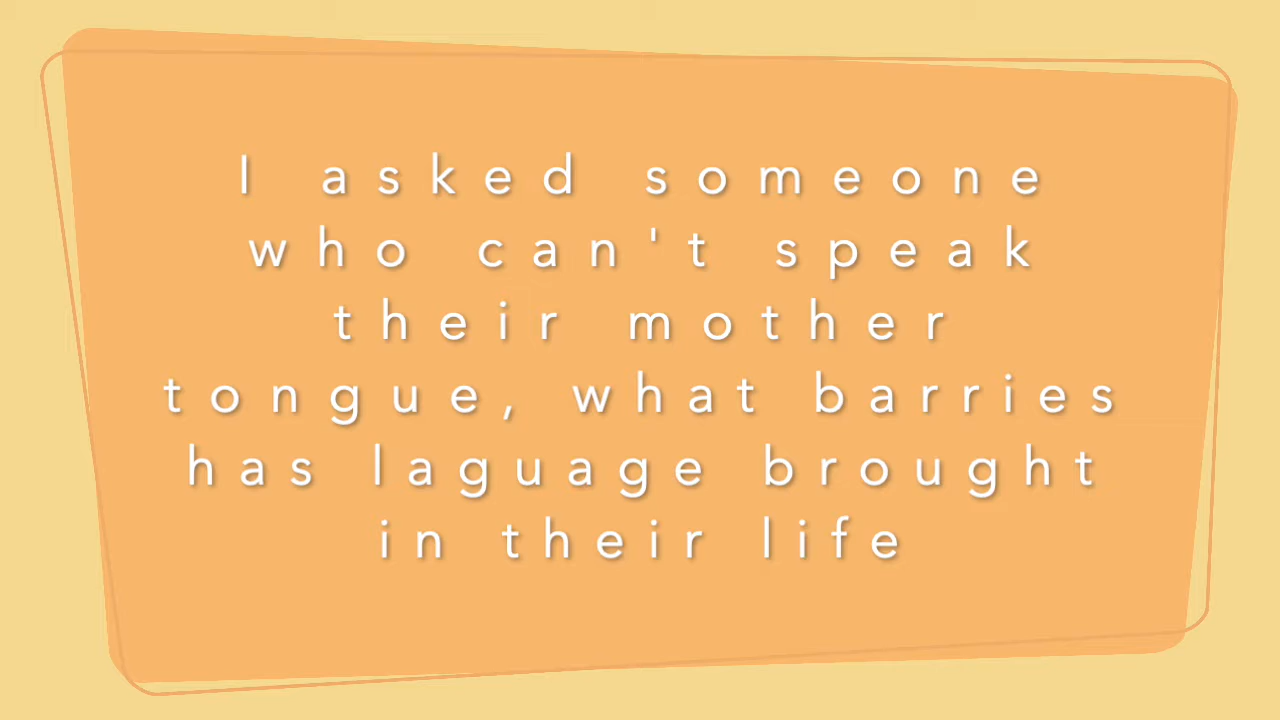 I asked someone
who can't speak
their mother
tongue, what barries
has laguage brought
in their life